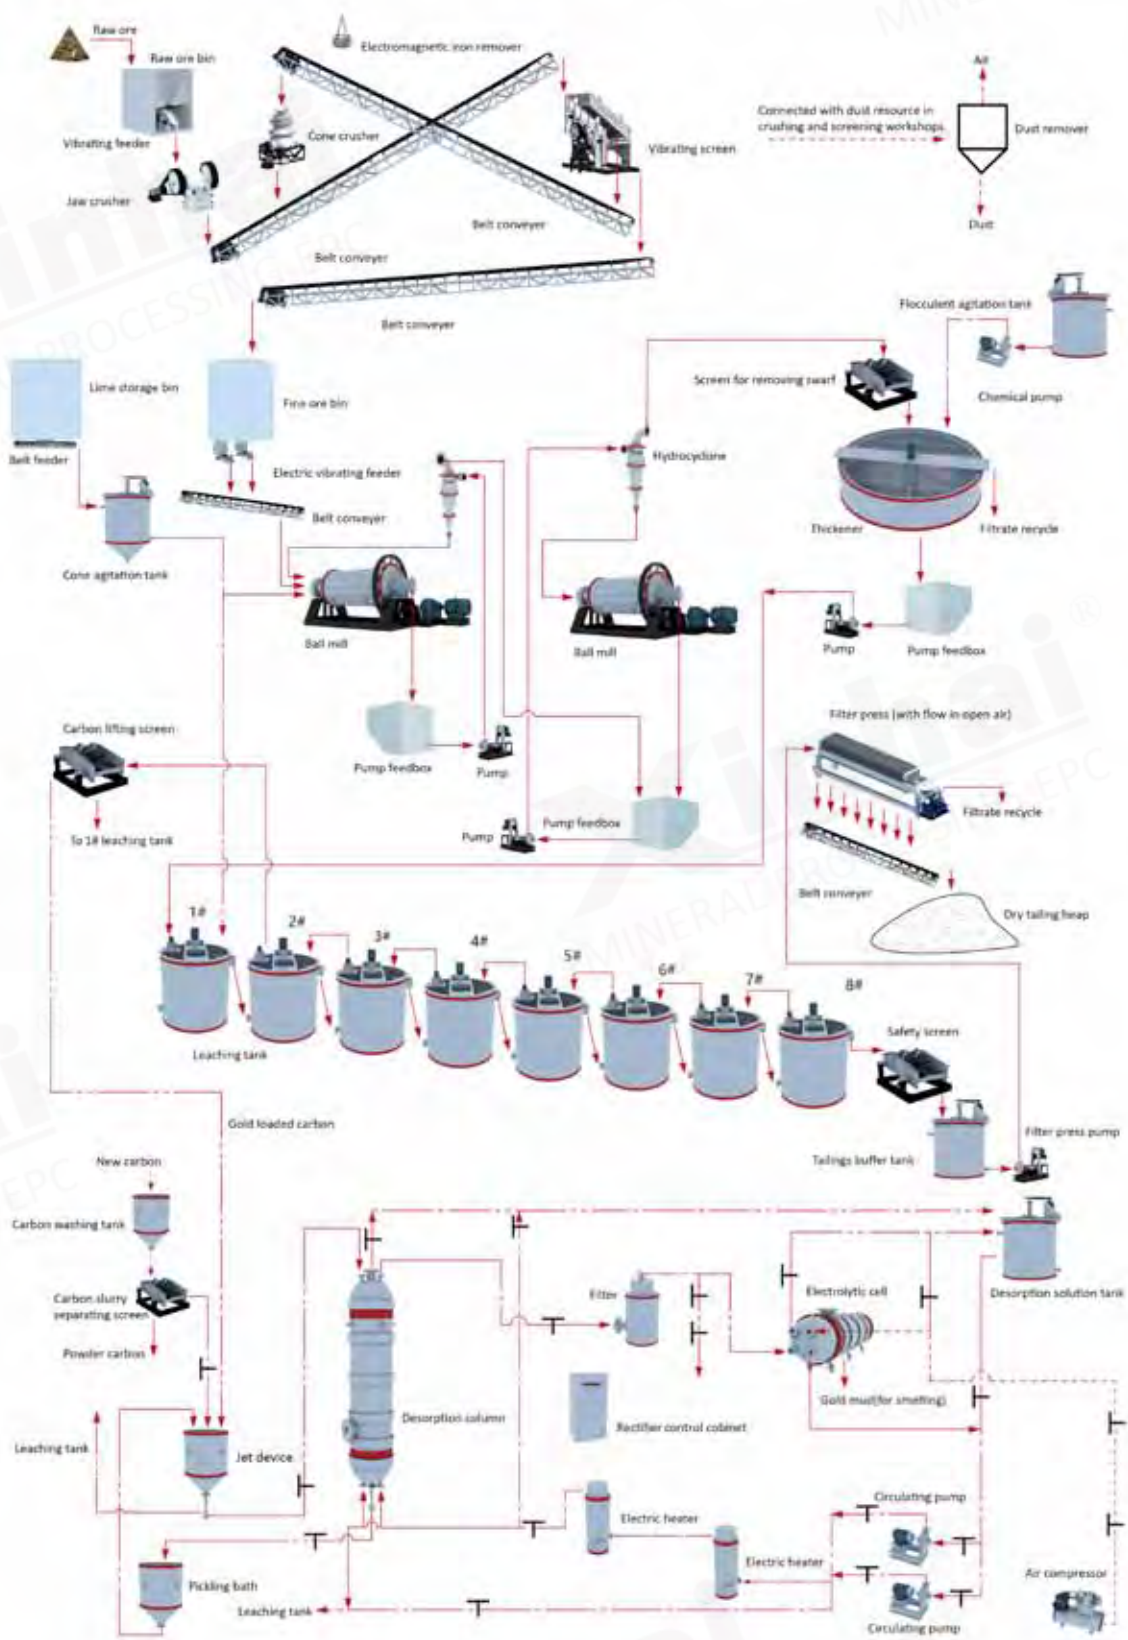 Raw ore
Raw ore bin
Vibrating feeder
Jaw crusher
Electromagnetic iron remover
Cone crusher
Vibrating screen
Belt conveyer
Belt conveyer
Belt conveyer
Air
Connected with dust resource in
crushing and screening workshops
Dust remover
Dust
Flocculent agitation tank
Chemical pump
Screen for removing swarf
Lime storage bin
Belt feeder
Fine ore bin
Electric vibrating feeder
Belt conveyer
Cone agitation tank
Hydrocyclone
Thickener
Filtrate recycle
Ball mill
Ball mill
Pump
Pump feedbox
Carbon lifting screen
To 1# leaching tank
Pump feedbox
Pump
Pump
Pump feedbox
Filter press (with flow in open air)
Filtrate recycle
Belt conveyer
Dry tailing heap
1#
2#
3#
4#
5#
6#
7#
8#
Leaching tank
Safety screen
Gold loaded carbon
Tailings buffer tank
Filter press pump
New carbon
Carbon washing tank
Carbon slurry
separating screen
Powder carbon
Filter
Electrolytic cell
Desorption solution tank
Gold mud(for smelting)
Desorption column
Rectifier control cabinet
Leaching tank
Jet device
Circulating pump
Electric heater
Electric heater
Air compressor
Pickling bath
Leaching tank
Circulating pump
Xinhai
MINERAL PROCESSING EPC
®